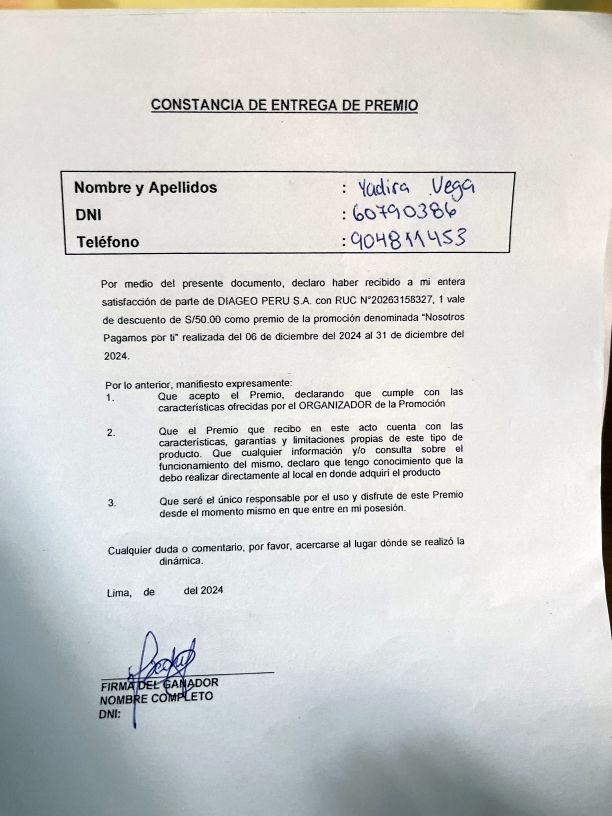 CONSTANCIA DE ENTREGA DE PREMIO
Nombre y Apellidos : Yadira Vega
DNI : 60790386
Teléfono : 904811453
Por medio del presente documento, declaro haber recibido a mi entera
satisfacción de parte de DIAGEO PERU S.A. con RUC N°20263158327, 1 vale
de descuento de S/50.00 como premio de la promoción denominada “Nosotros
Pagamos por ti” realizada del 06 de diciembre del 2024 al 31 de diciembre del
2024.
Por lo anterior, manifiesto expresamente:
1. Que acepto el Premio, declarando que cumple con las
características ofrecidas por el ORGANIZADOR de la Promoción
2. Que el Premio que recibo en este acto cuenta con las
características, garantías y limitaciones propias de este tipo de
producto. Que cualquier información y/o consulta sobre el
funcionamiento del mismo, declaro que tengo conocimiento que la
debo realizar directamente al local en donde adquirí el producto
3. Que seré el único responsable por el uso y disfrute de este Premio
desde el momento mismo en que entre en mi posesión.
Cualquier duda o comentario, por favor, acercarse al lugar dónde se realizó la
dinámica.
Lima, de del 2024
FIRMA DEL GANADOR
NOMBRE COMPLETO
DNI: